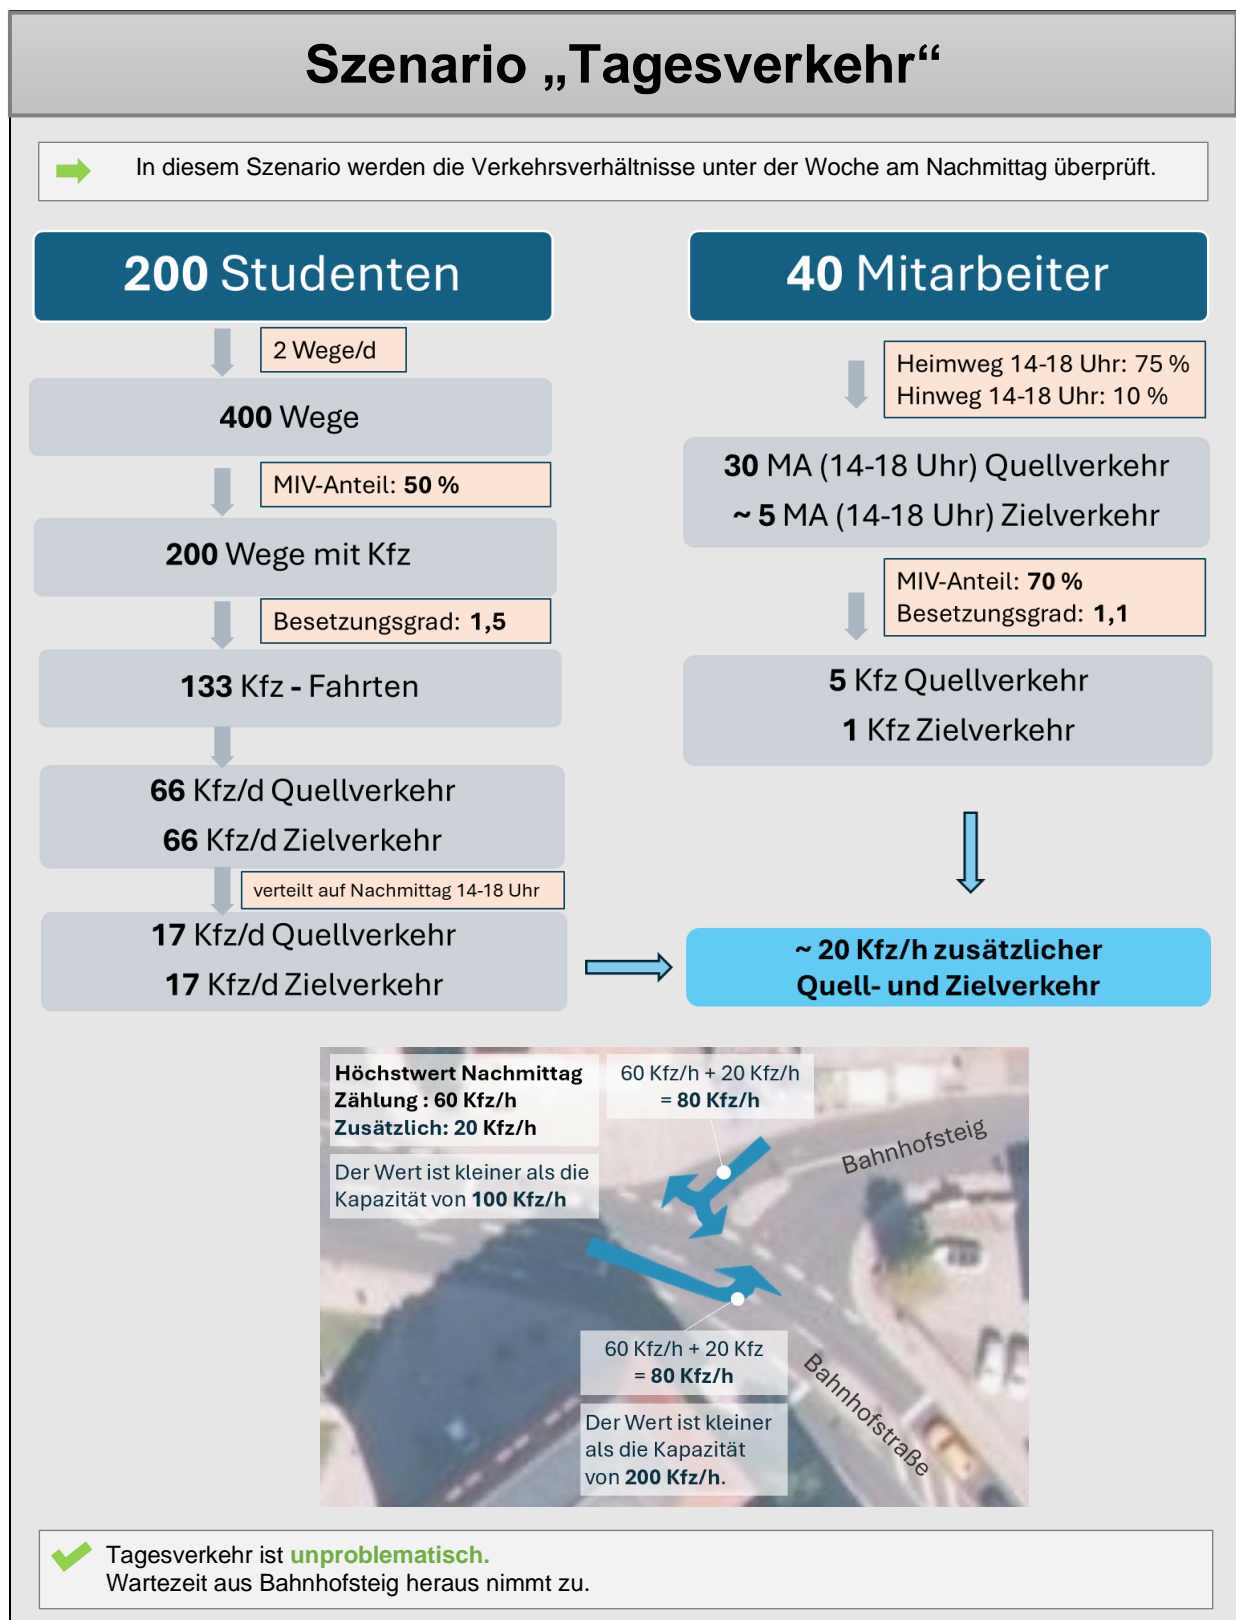 Szenario „Tagesverkehr“
In diesem Szenario werden die Verkehrsverhältnisse unter der Woche am Nachmittag überprüft.
200 Studenten
2 Wege/d
400 Wege
MIV-Anteil: 50 %
200 Wege mit Kfz
Besetzungsgrad: 1,5
133 Kfz - Fahrten
66 Kfz/d Quellverkehr
66 Kfz/d Zielverkehr
verteilt auf Nachmittag 14-18 Uhr
17 Kfz/d Quellverkehr
17 Kfz/d Zielverkehr
40 Mitarbeiter
Heimweg 14-18 Uhr: 75 %
Hinweg 14-18 Uhr: 10 %
30 MA (14-18 Uhr) Quellverkehr
~ 5 MA (14-18 Uhr) Zielverkehr
MIV-Anteil: 70 %
Besetzungsgrad: 1,1
5 Kfz Quellverkehr
1 Kfz Zielverkehr
~ 20 Kfz/h zusätzlicher
Quell- und Zielverkehr
Höchstwert Nachmittag
Zählung : 60 Kfz/h
Zusätzlich: 20 Kfz/h
Der Wert ist kleiner als die
Kapazität von 100 Kfz/h
60 Kfz/h + 20 Kfz/h
= 80 Kfz/h
Bahnhofsteig
60 Kfz/h + 20 Kfz
= 80 Kfz/h
Der Wert ist kleiner
als die Kapazität
von 200 Kfz/h.
Bahnhofstraße
Tagesverkehr ist unproblematisch.
Wartezeit aus Bahnhofsteig heraus nimmt zu.